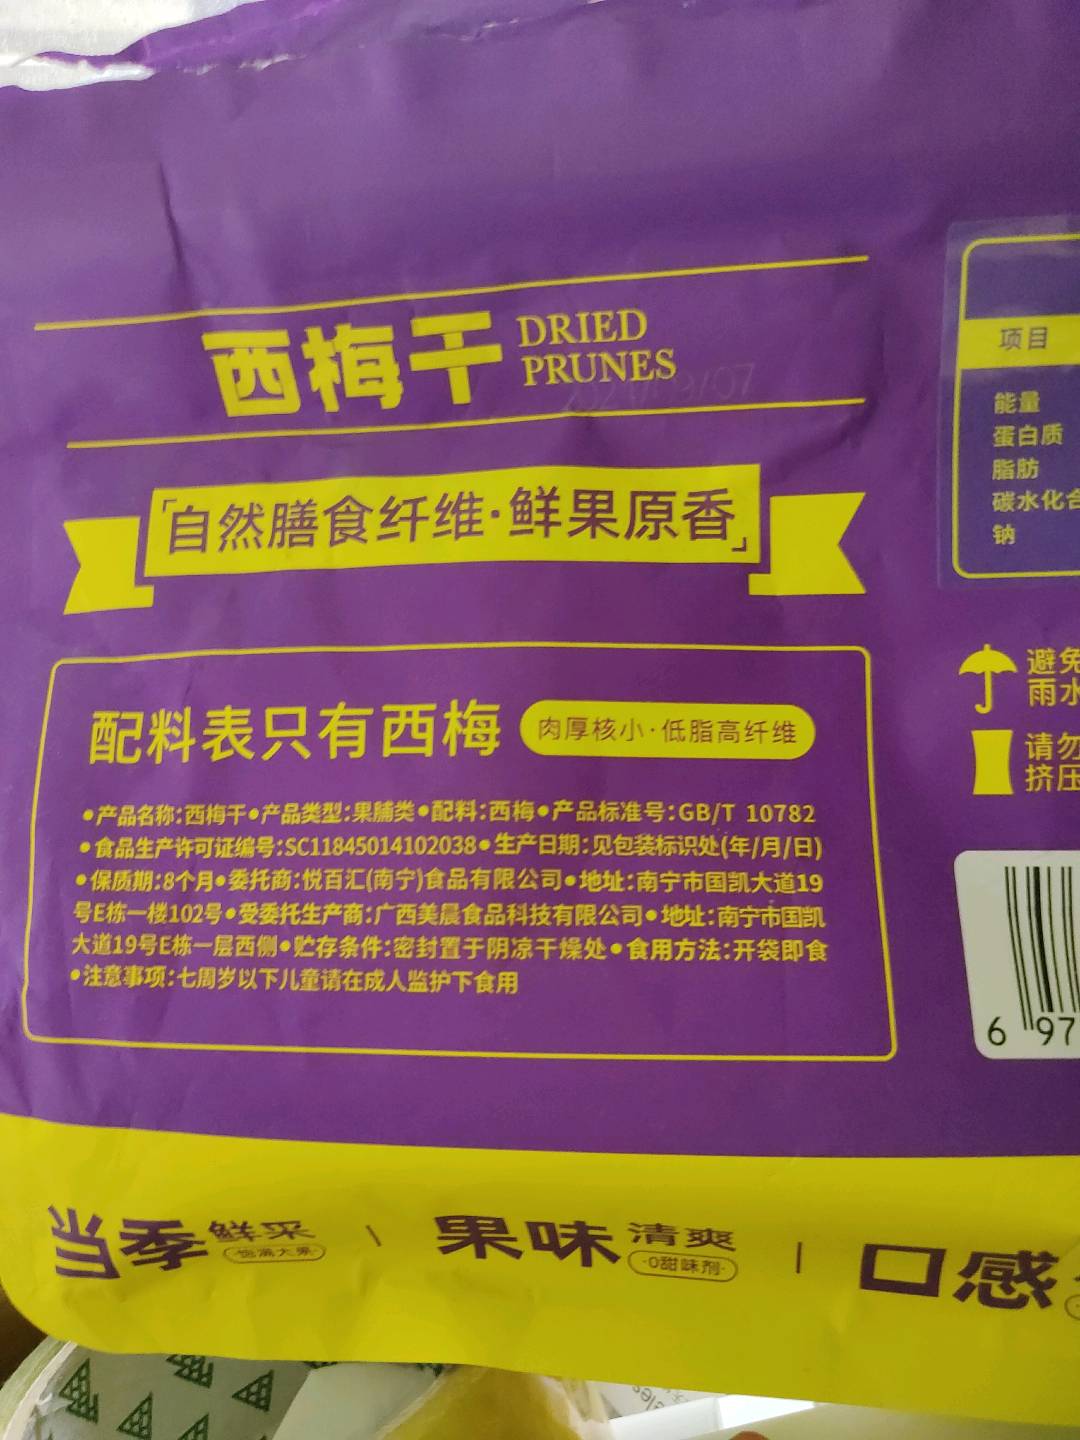 西梅干
DRIED
PRUNES
「自然膳食纤维·鲜果原香」
配料表只有西梅
肉厚核小·低脂高纤维
•产品名称:西梅干•产品类型:果脯类•配料:西梅•产品标准号:GB/T 10782
•食品生产许可证编号:SC11845014102038•生产日期:见包装标识处(年/月/日)
•保质期:8个月•委托商:悦百汇(南宁)食品有限公司•地址:南宁市国凯大道19
号E栋一楼102号•受委托生产商:广西美晨食品科技有限公司•地址:南宁市国凯
大道19号E栋一层西侧•贮存条件:密封置于阴凉干燥处•食用方法:开袋即食
•注意事项:七周岁以下儿童请在成人监护下食用
项目
能量
蛋白质
脂肪
碳水化合
钠
避免
雨水
请勿
挤压
6 97
当季 鲜采
饱满大果
果味 清爽
·0甜味剂·
口感